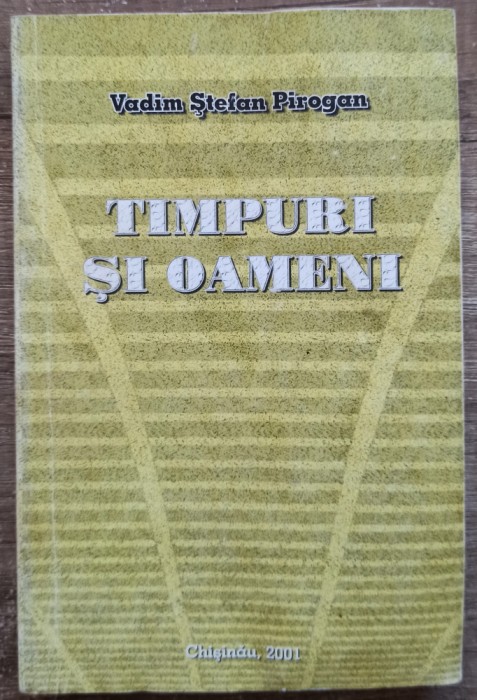 Vadim Ștefan Pirogan
TIMPURI
ȘI OAMENI
Chișinău, 2001